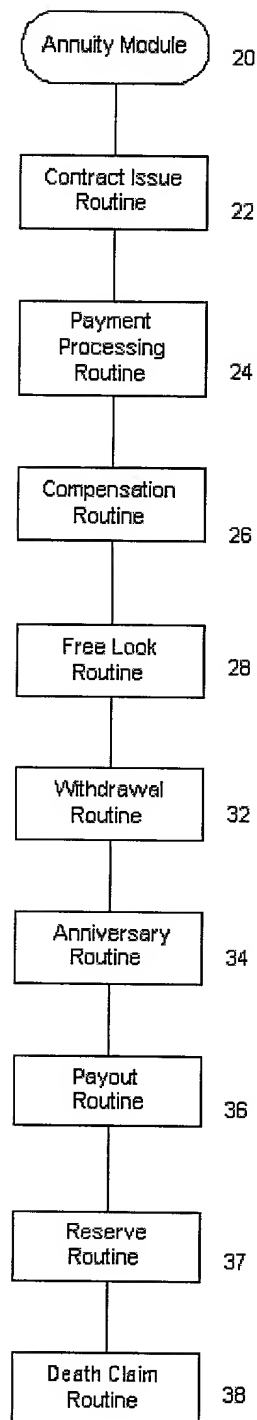 Annuity Module
20
Contract Issue
Routine
22
Payment
Processing
Routine
24
Compensation
Routine
26
Free Look
Routine
28
Withdrawal
Routine
32
Anniversary
Routine
34
Payout
Routine
36
Reserve
Routine
37
Death Claim
Routine
38